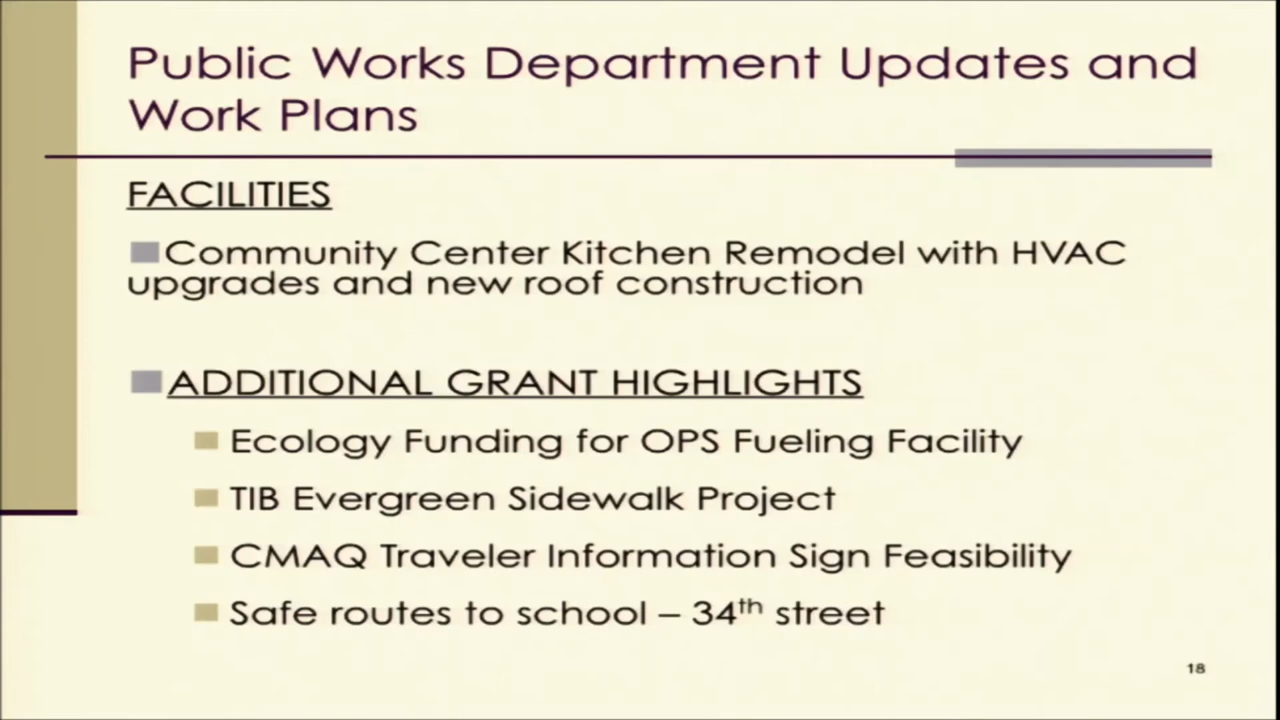 Public Works Department Updates and
Work Plans
FACILITIES
Community Center Kitchen Remodel with HVAC
upgrades and new roof construction
ADDITIONAL GRANT HIGHLIGHTS
Ecology Funding for OPS Fueling Facility
TIB Evergreen Sidewalk Project
CMAQ Traveler Information Sign Feasibility
Safe routes to school – 34th street
18